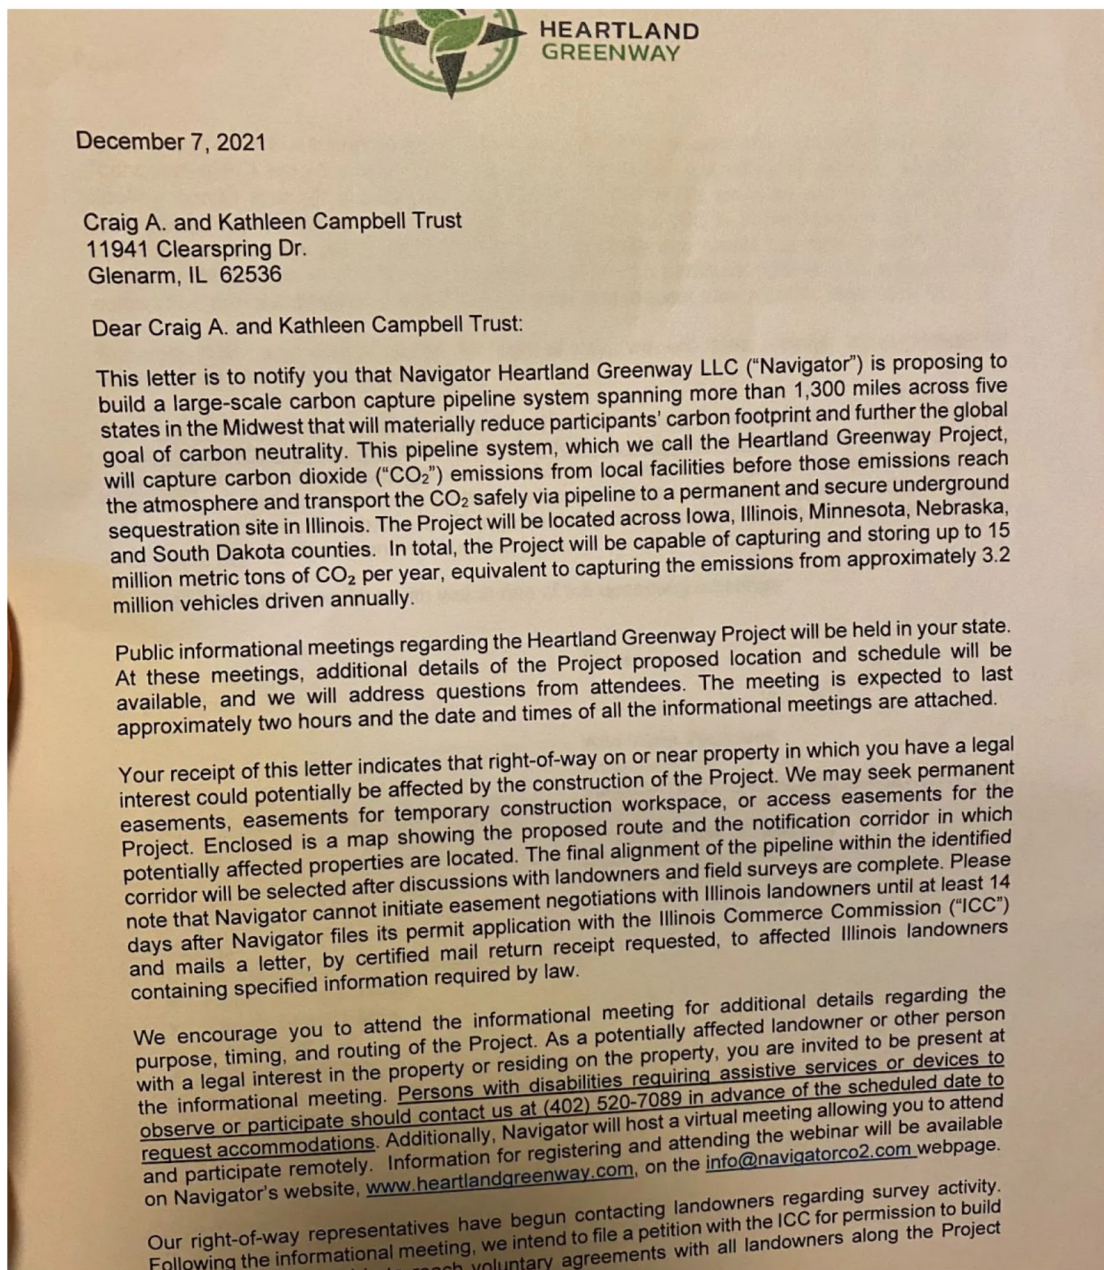 HEARTLAND
GREENWAY
December 7, 2021
Craig A. and Kathleen Campbell Trust
11941 Clearspring Dr.
Glenarm, IL 62536
Dear Craig A. and Kathleen Campbell Trust:
This letter is to notify you that Navigator Heartland Greenway LLC (“Navigator”) is proposing to
build a large-scale carbon capture pipeline system spanning more than 1,300 miles across five
states in the Midwest that will materially reduce participants’ carbon footprint and further the global
goal of carbon neutrality. This pipeline system, which we call the Heartland Greenway Project,
will capture carbon dioxide (“CO₂”) emissions from local facilities before those emissions reach
the atmosphere and transport the CO₂ safely via pipeline to a permanent and secure underground
sequestration site in Illinois. The Project will be located across Iowa, Illinois, Minnesota, Nebraska,
and South Dakota counties. In total, the Project will be capable of capturing and storing up to 15
million metric tons of CO₂ per year, equivalent to capturing the emissions from approximately 3.2
million vehicles driven annually.
Public informational meetings regarding the Heartland Greenway Project will be held in your state.
At these meetings, additional details of the Project proposed location and schedule will be
available, and we will address questions from attendees. The meeting is expected to last
approximately two hours and the date and times of all the informational meetings are attached.
Your receipt of this letter indicates that right-of-way on or near property in which you have a legal
interest could potentially be affected by the construction of the Project. We may seek permanent
easements, easements for temporary construction workspace, or access easements for the
Project. Enclosed is a map showing the proposed route and the notification corridor in which
potentially affected properties are located. The final alignment of the pipeline within the identified
corridor will be selected after discussions with landowners and field surveys are complete. Please
note that Navigator cannot initiate easement negotiations with Illinois landowners until at least 14
days after Navigator files its permit application with the Illinois Commerce Commission (“ICC”)
and mails a letter, by certified mail return receipt requested, to affected Illinois landowners
containing specified information required by law.
We encourage you to attend the informational meeting for additional details regarding the
purpose, timing, and routing of the Project. As a potentially affected landowner or other person
with a legal interest in the property or residing on the property, you are invited to be present at
the informational meeting. Persons with disabilities requiring assistive services or devices to
observe or participate should contact us at (402) 520-7089 in advance of the scheduled date to
request accommodations. Additionally, Navigator will host a virtual meeting allowing you to attend
and participate remotely. Information for registering and attending the webinar will be available
on Navigator’s website, www.heartlandgreenway.com, on the info@navigatorco2.com webpage.
Our right-of-way representatives have begun contacting landowners regarding survey activity.
Following the informational meeting, we intend to file a petition with the ICC for permission to build
reach voluntary agreements with all landowners along the Project